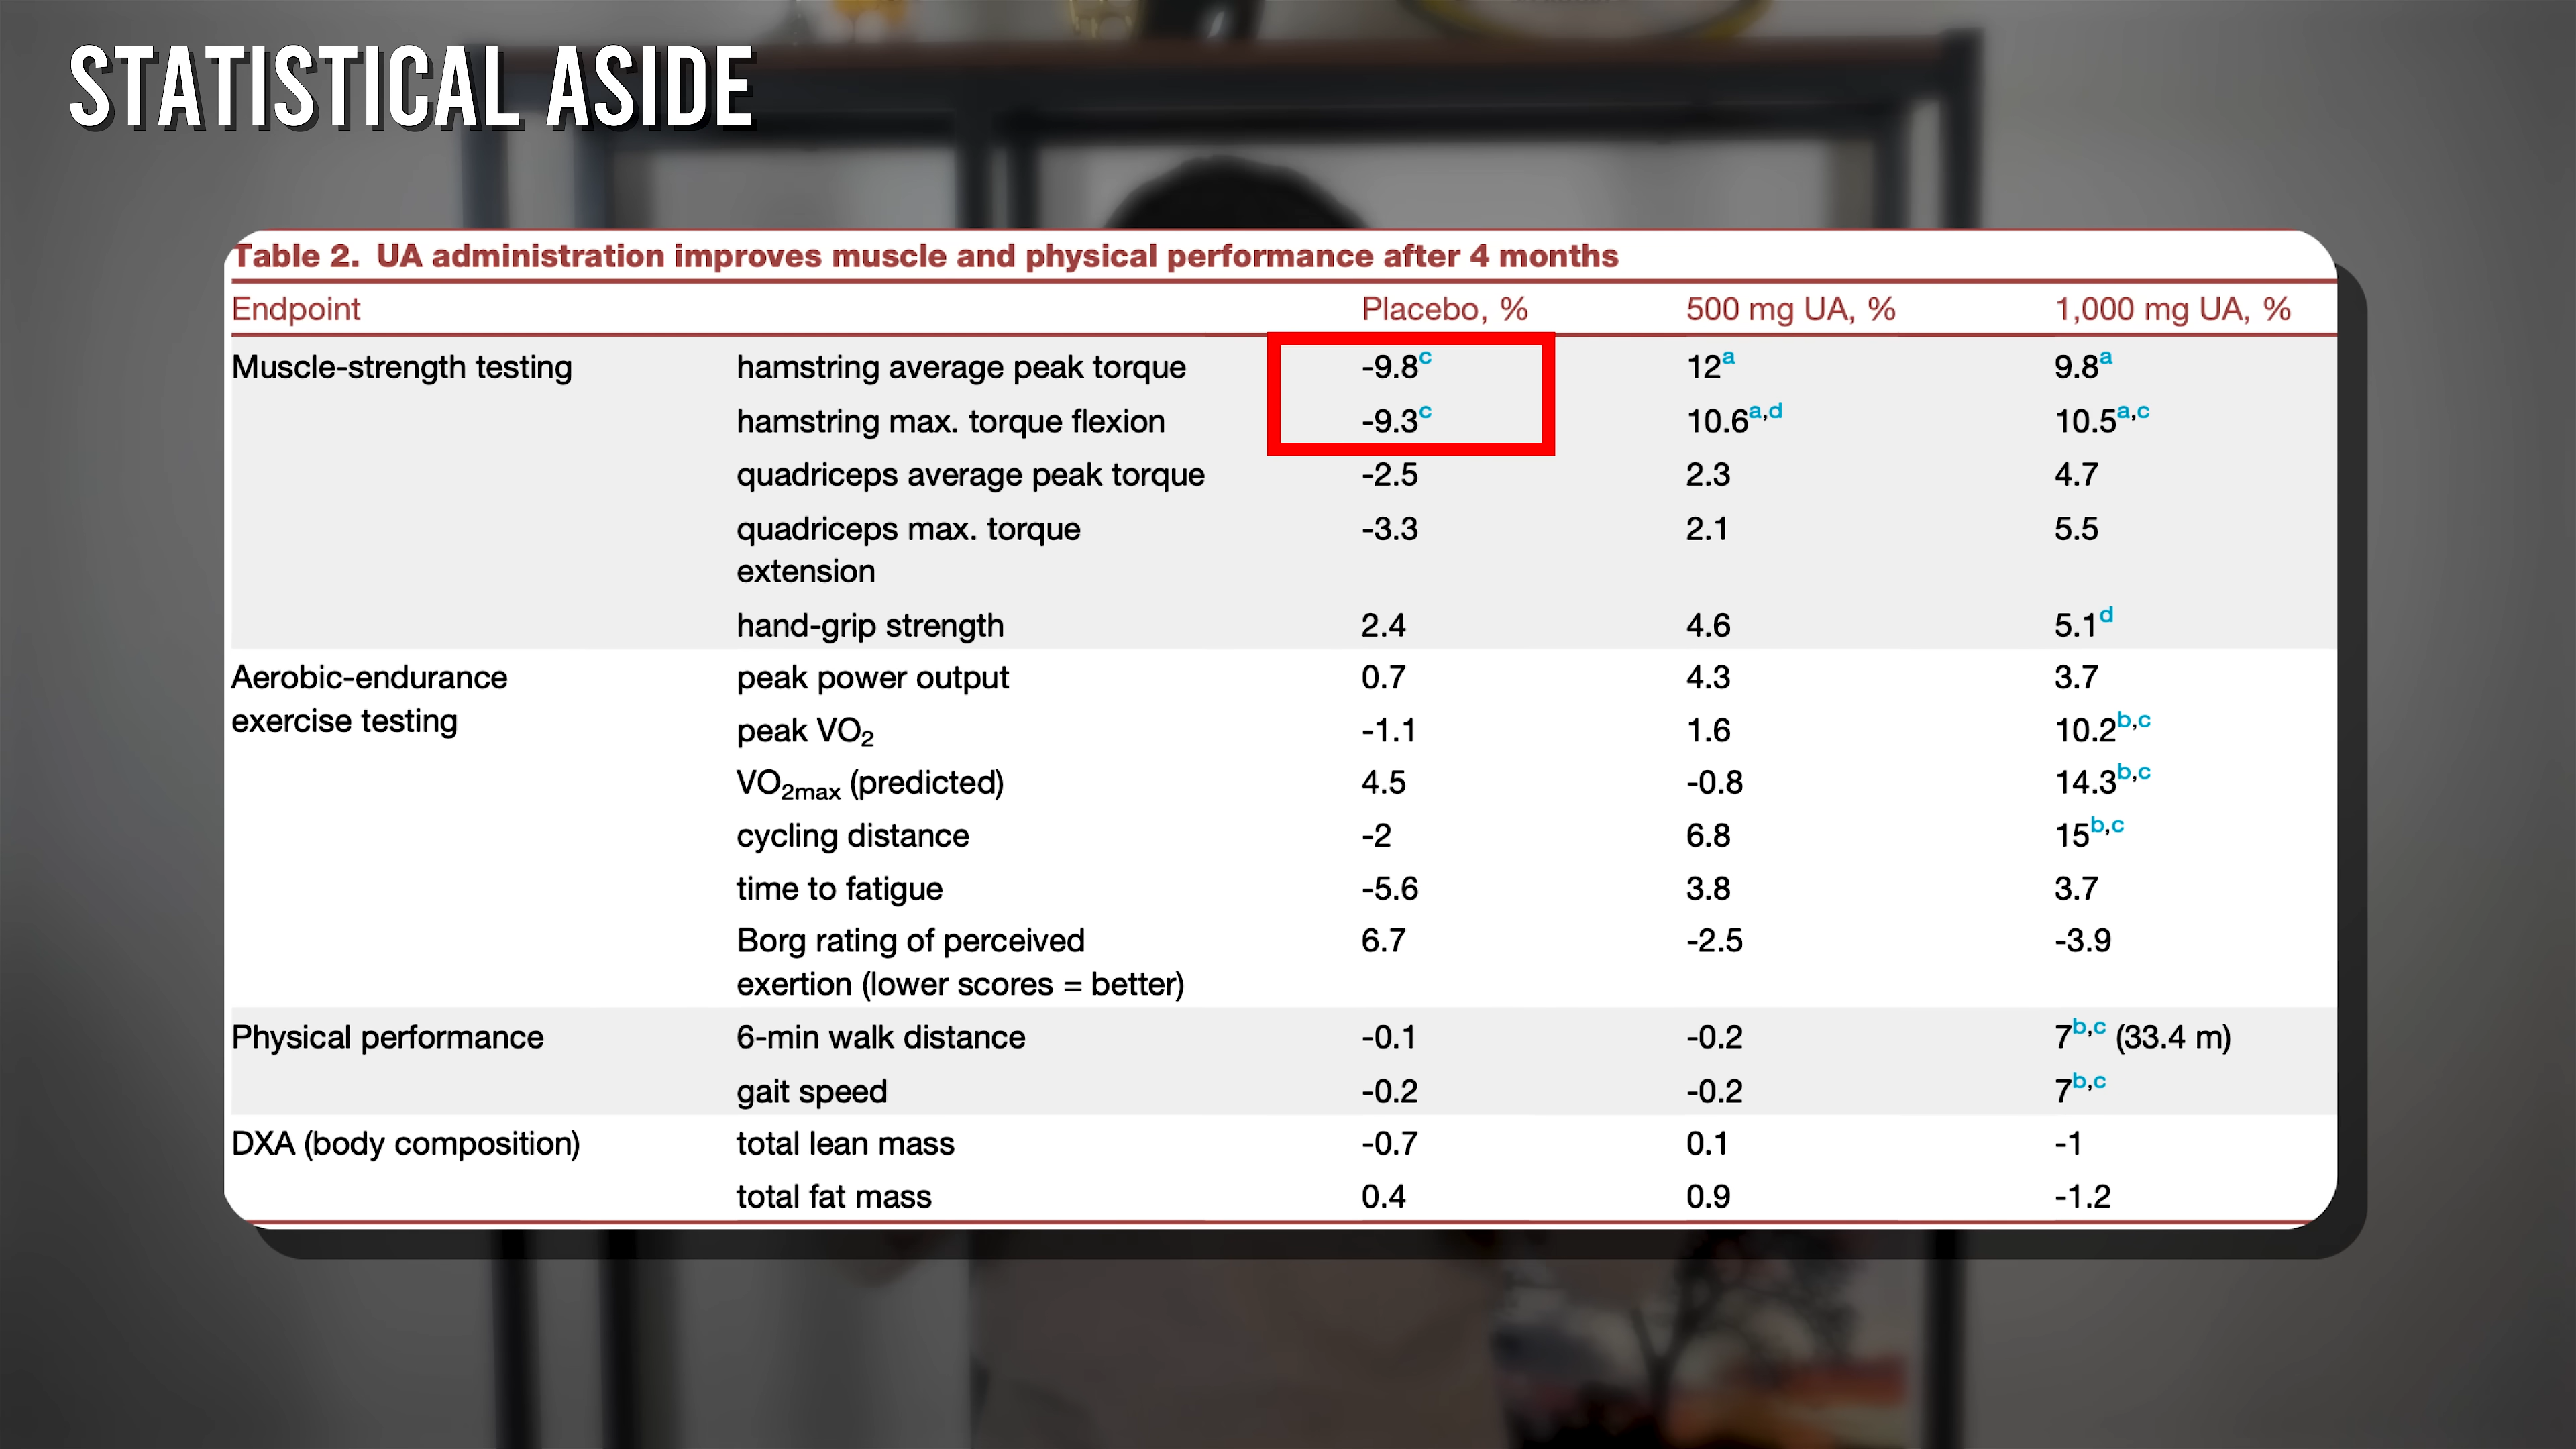 STATISTICAL ASIDE
Table 2. UA administration improves muscle and physical performance after 4 months
Endpoint Placebo, % 500 mg UA, % 1,000 mg UA, %
Muscle-strength testing hamstring average peak torque -9.8c 12a 9.8a
hamstring max. torque flexion -9.3c 10.6a,d 10.5a,c
quadriceps average peak torque -2.5 2.3 4.7
quadriceps max. torque -3.3 2.1 5.5
extension
hand-grip strength 2.4 4.6 5.1d
Aerobic-endurance peak power output 0.7 4.3 3.7
exercise testing peak VO2 -1.1 1.6 10.2b,c
VO2max (predicted) 4.5 -0.8 14.3b,c
cycling distance -2 6.8 15b,c
time to fatigue -5.6 3.8 3.7
Borg rating of perceived 6.7 -2.5 -3.9
exertion (lower scores = better)
Physical performance 6-min walk distance -0.1 -0.2 7b,c (33.4 m)
gait speed -0.2 -0.2 7b,c
DXA (body composition) total lean mass -0.7 0.1 -1
total fat mass 0.4 0.9 -1.2